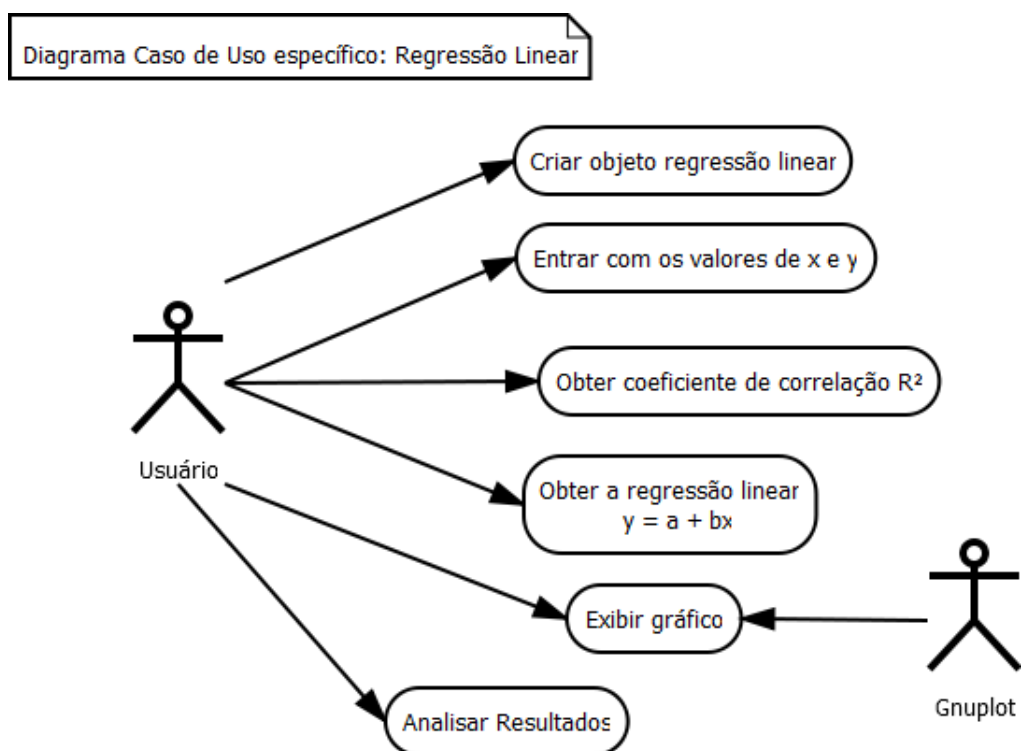 Diagrama Caso de Uso específico: Regressão Linear
Criar objeto regressão linear
Entrar com os valores de x e y
Obter coeficiente de correlação R²
Usuário
Obter a regressão linear
y = a + bx
Exibir gráfico
Gnuplot
Analisar Resultados